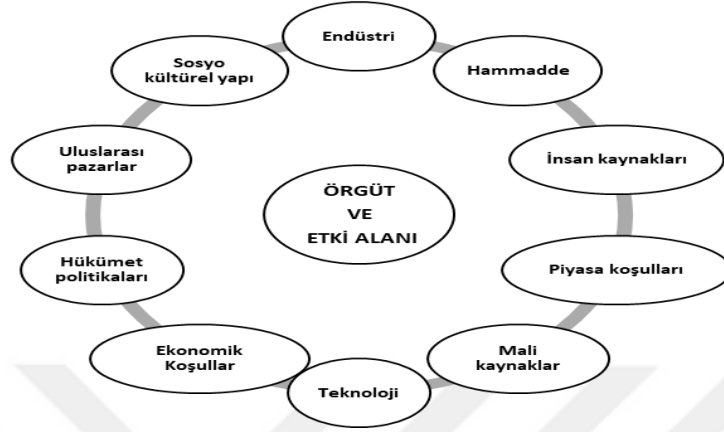 Endüstri
Hammadde
İnsan kaynakları
Piyasa koşulları
Mali
kaynaklar
Teknoloji
Ekonomik
Koşullar
Hükümet
politikaları
Uluslarası
pazarlar
Sosyo
kültürel yapı
ÖRGÜT
VE
ETKİ ALANI